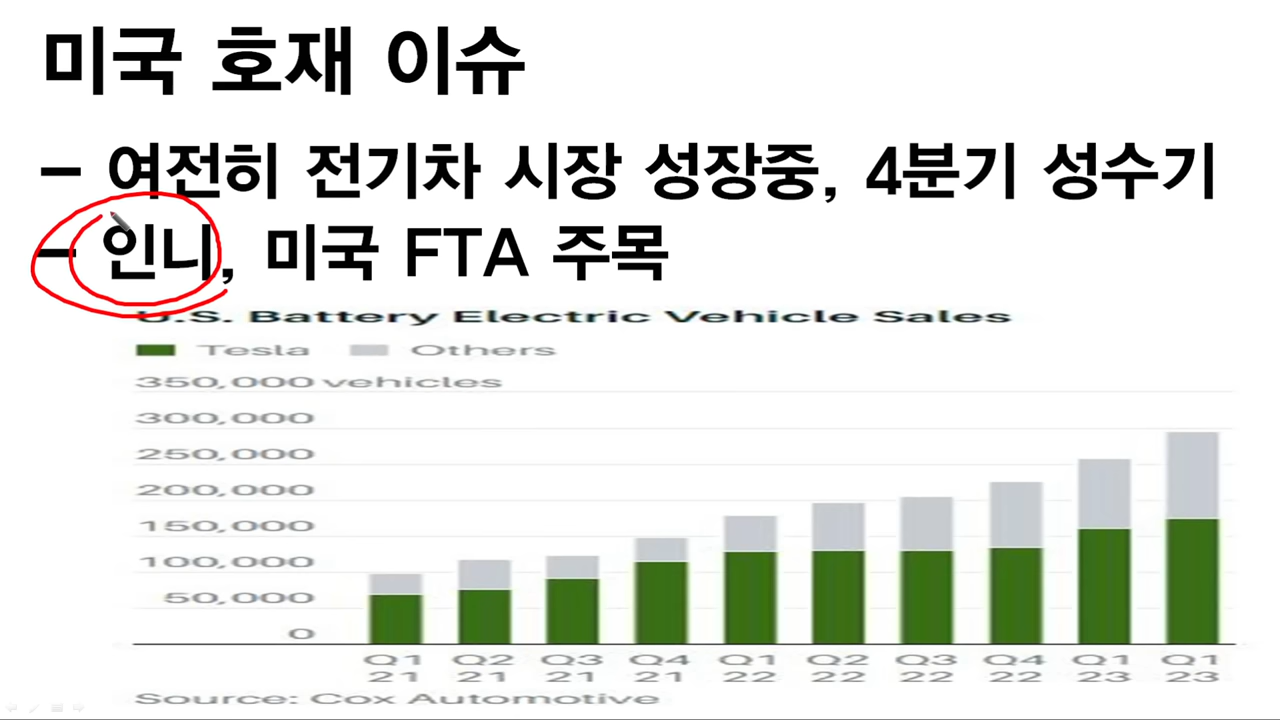 미국 호재 이슈
- 여전히 전기차 시장 성장중, 4분기 성수기
- 인니, 미국 FTA 주목
U.S. Battery Electric Vehicle Sales
Tesla Others
350,000 vehicles
300,000
250,000
200,000
150,000
100,000
50,000
0
Q1 Q2 Q3 Q4 Q1 Q2 Q3 Q4 Q1 Q1
21 21 21 21 22 22 22 22 23 23
Source: Cox Automotive